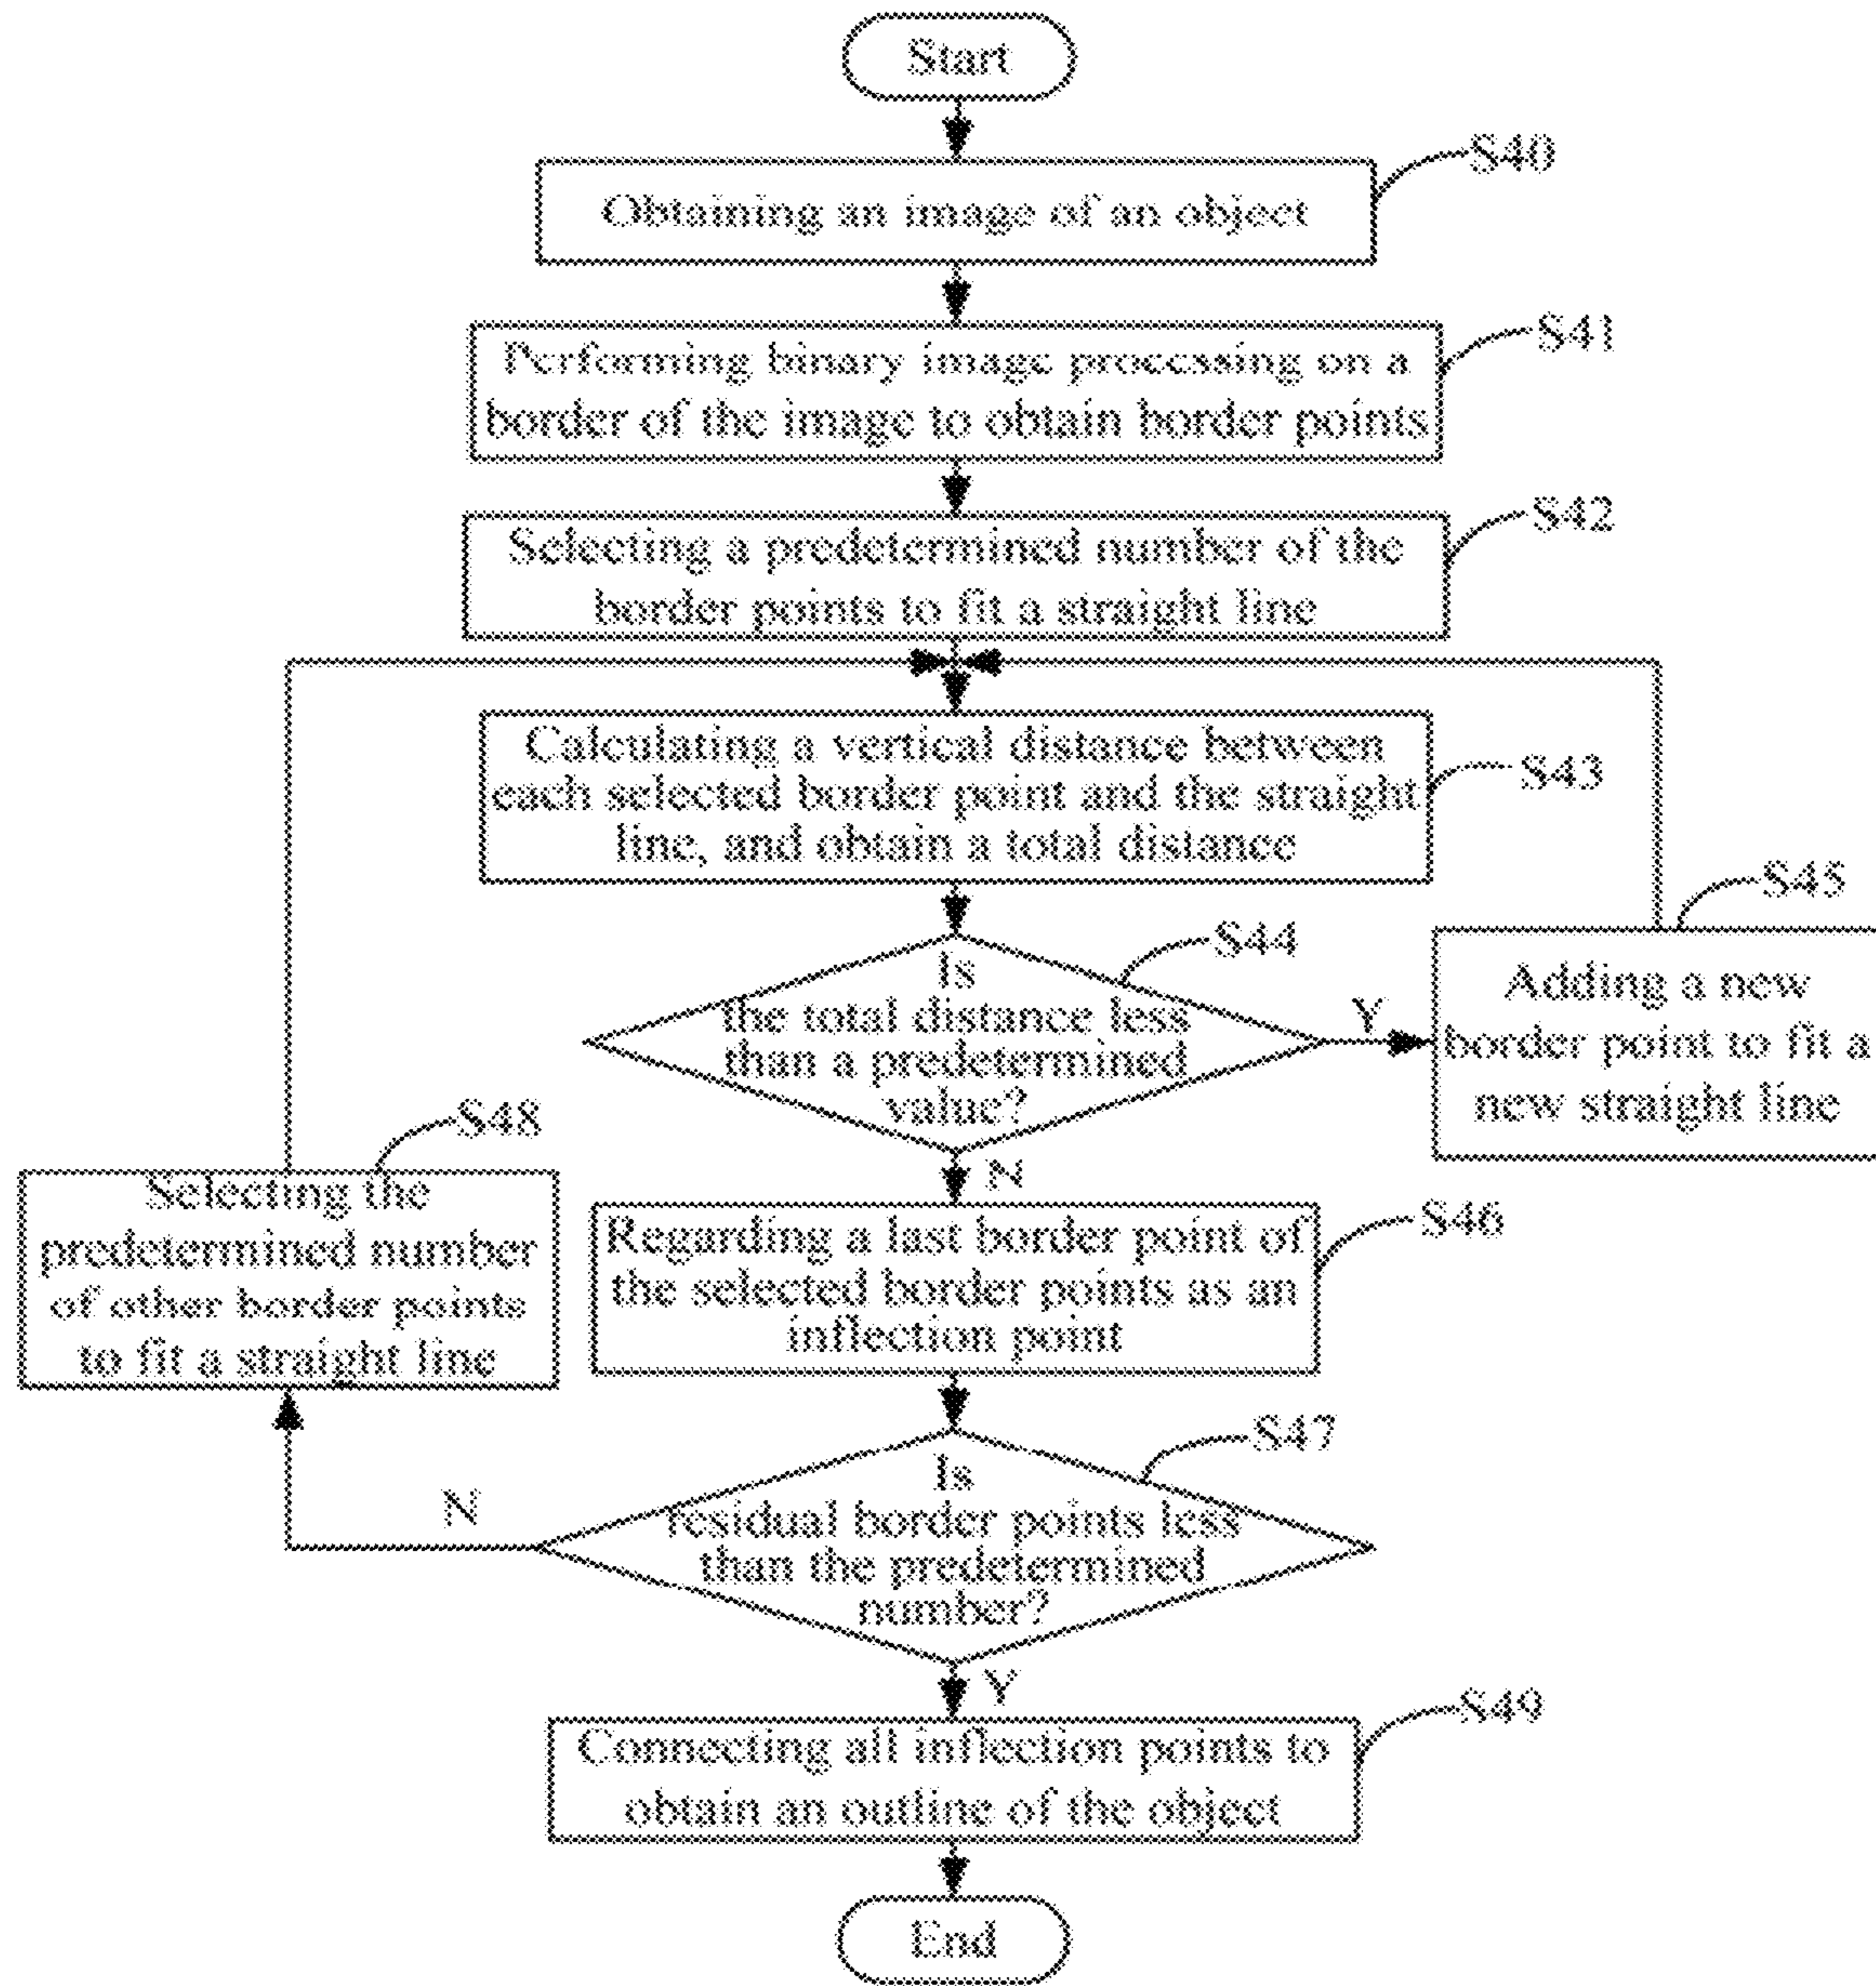 Start
S40
Obtaining an image of an object
S41
Performing binary image processing on a
border of the image to obtain border points
S42
Selecting a predetermined number of the
border points to fit a straight line
Calculating a vertical distance between
each selected border point and the straight
line, and obtain a total distance
S43
S45
S44
Is
the total distance less
than a predetermined
value?
Y
Adding a new
border point to fit a
new straight line
N
S48
Selecting the
predetermined number
of other border points
to fit a straight line
S46
Regarding a last border point of
the selected border points as an
inflection point
S47
Is
residual border points less
than the predetermined
number?
N
Y
S49
Connecting all inflection points to
obtain an outline of the object
End